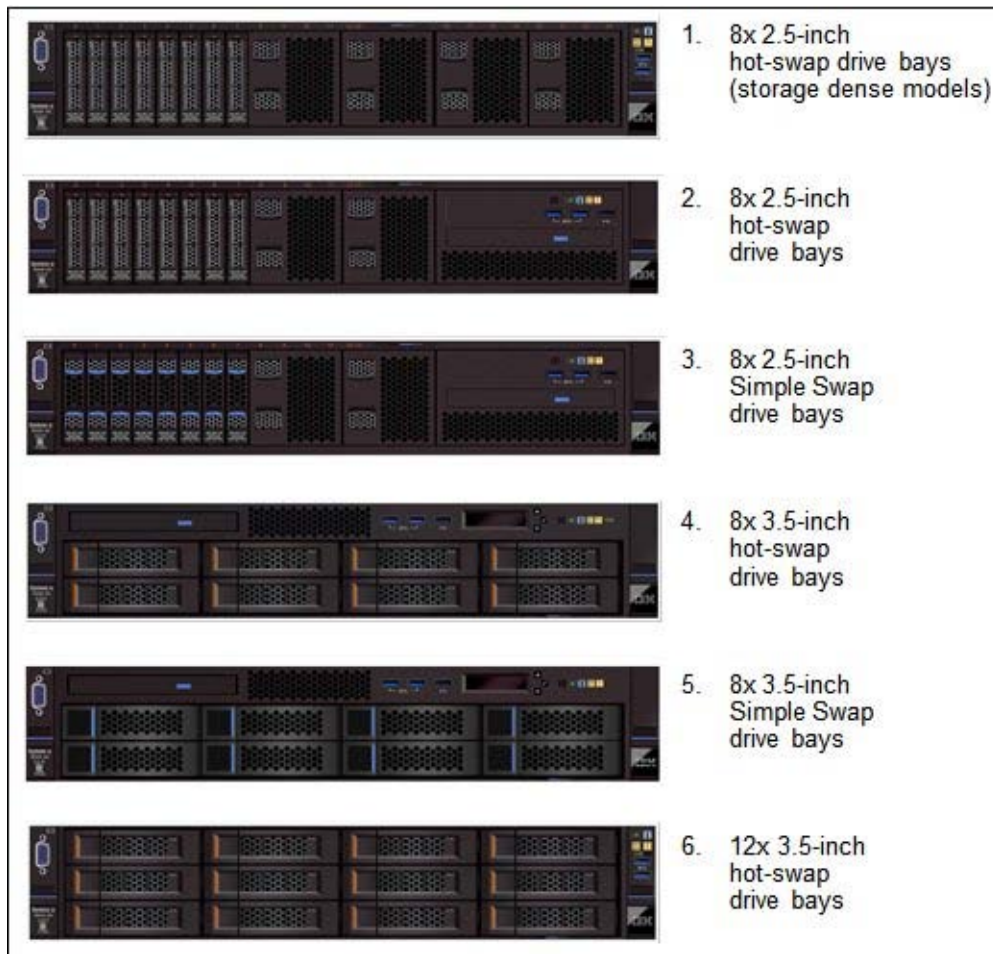 1. 8x 2.5-inch
hot-swap drive bays
(storage dense models)
2. 8x 2.5-inch
hot-swap
drive bays
3. 8x 2.5-inch
Simple Swap
drive bays
4. 8x 3.5-inch
hot-swap
drive bays
5. 8x 3.5-inch
Simple Swap
drive bays
6. 12x 3.5-inch
hot-swap
drive bays